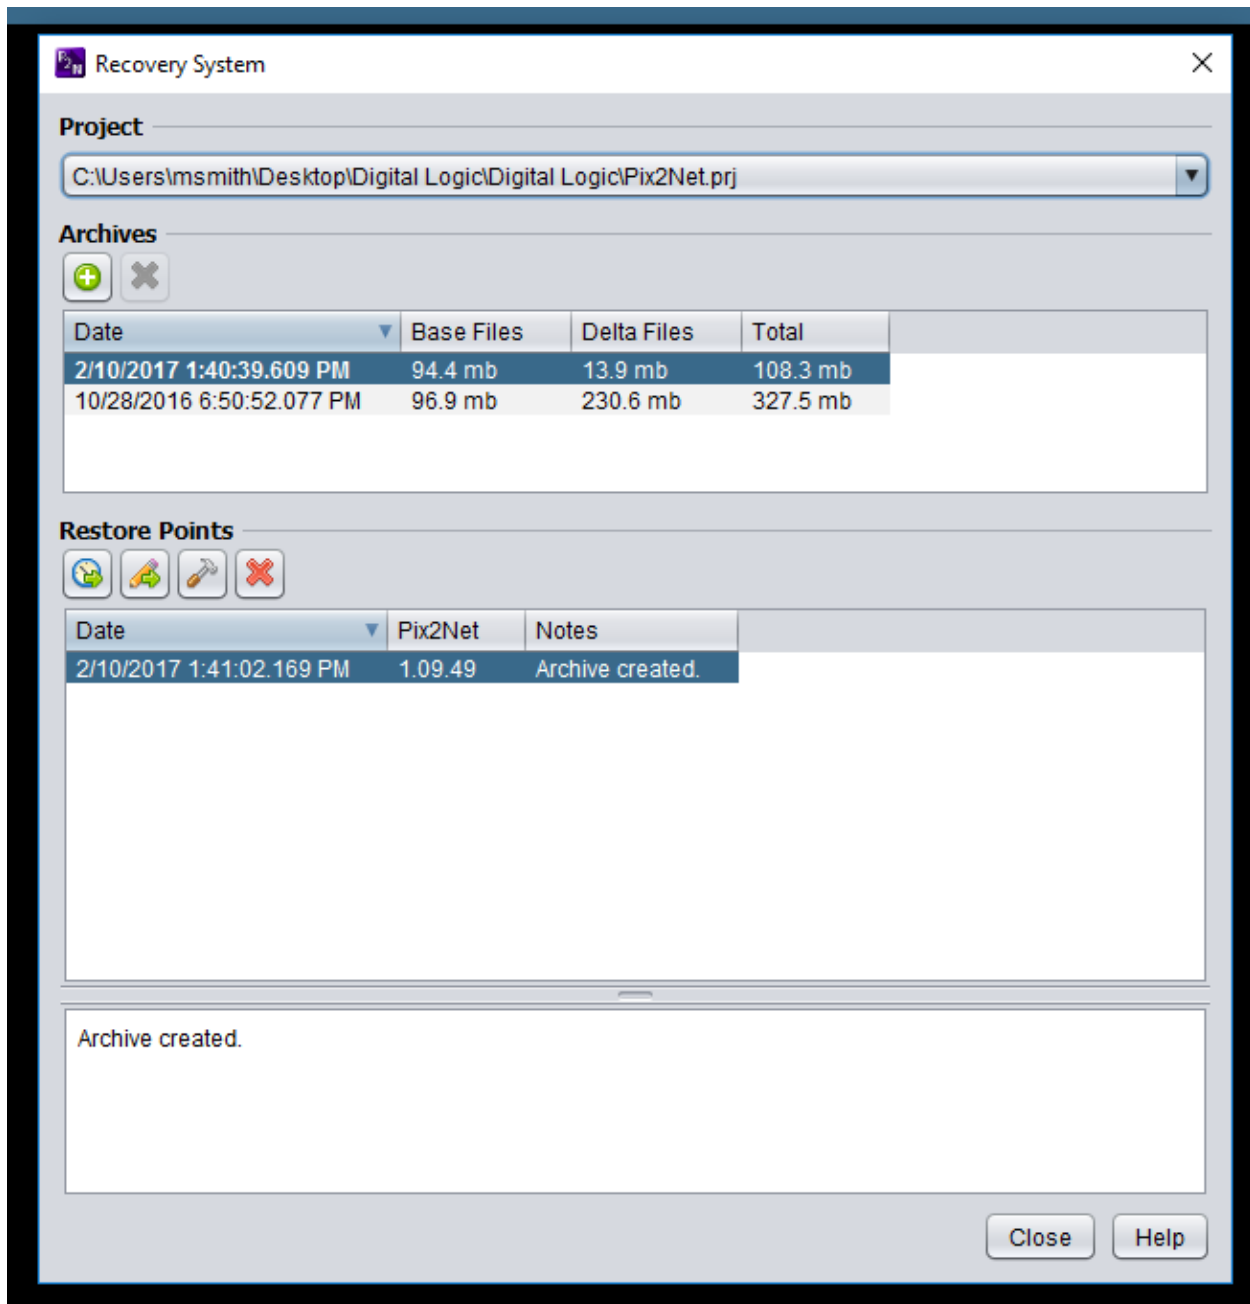 P2N Recovery System
Project
C:\Users\msmith\Desktop\Digital Logic\Digital Logic\Pix2Net.prj
Archives
Date Base Files Delta Files Total
2/10/2017 1:40:39.609 PM 94.4 mb 13.9 mb 108.3 mb
10/28/2016 6:50:52.077 PM 96.9 mb 230.6 mb 327.5 mb
Restore Points
Date Pix2Net Notes
2/10/2017 1:41:02.169 PM 1.09.49 Archive created.
Archive created.
Close Help